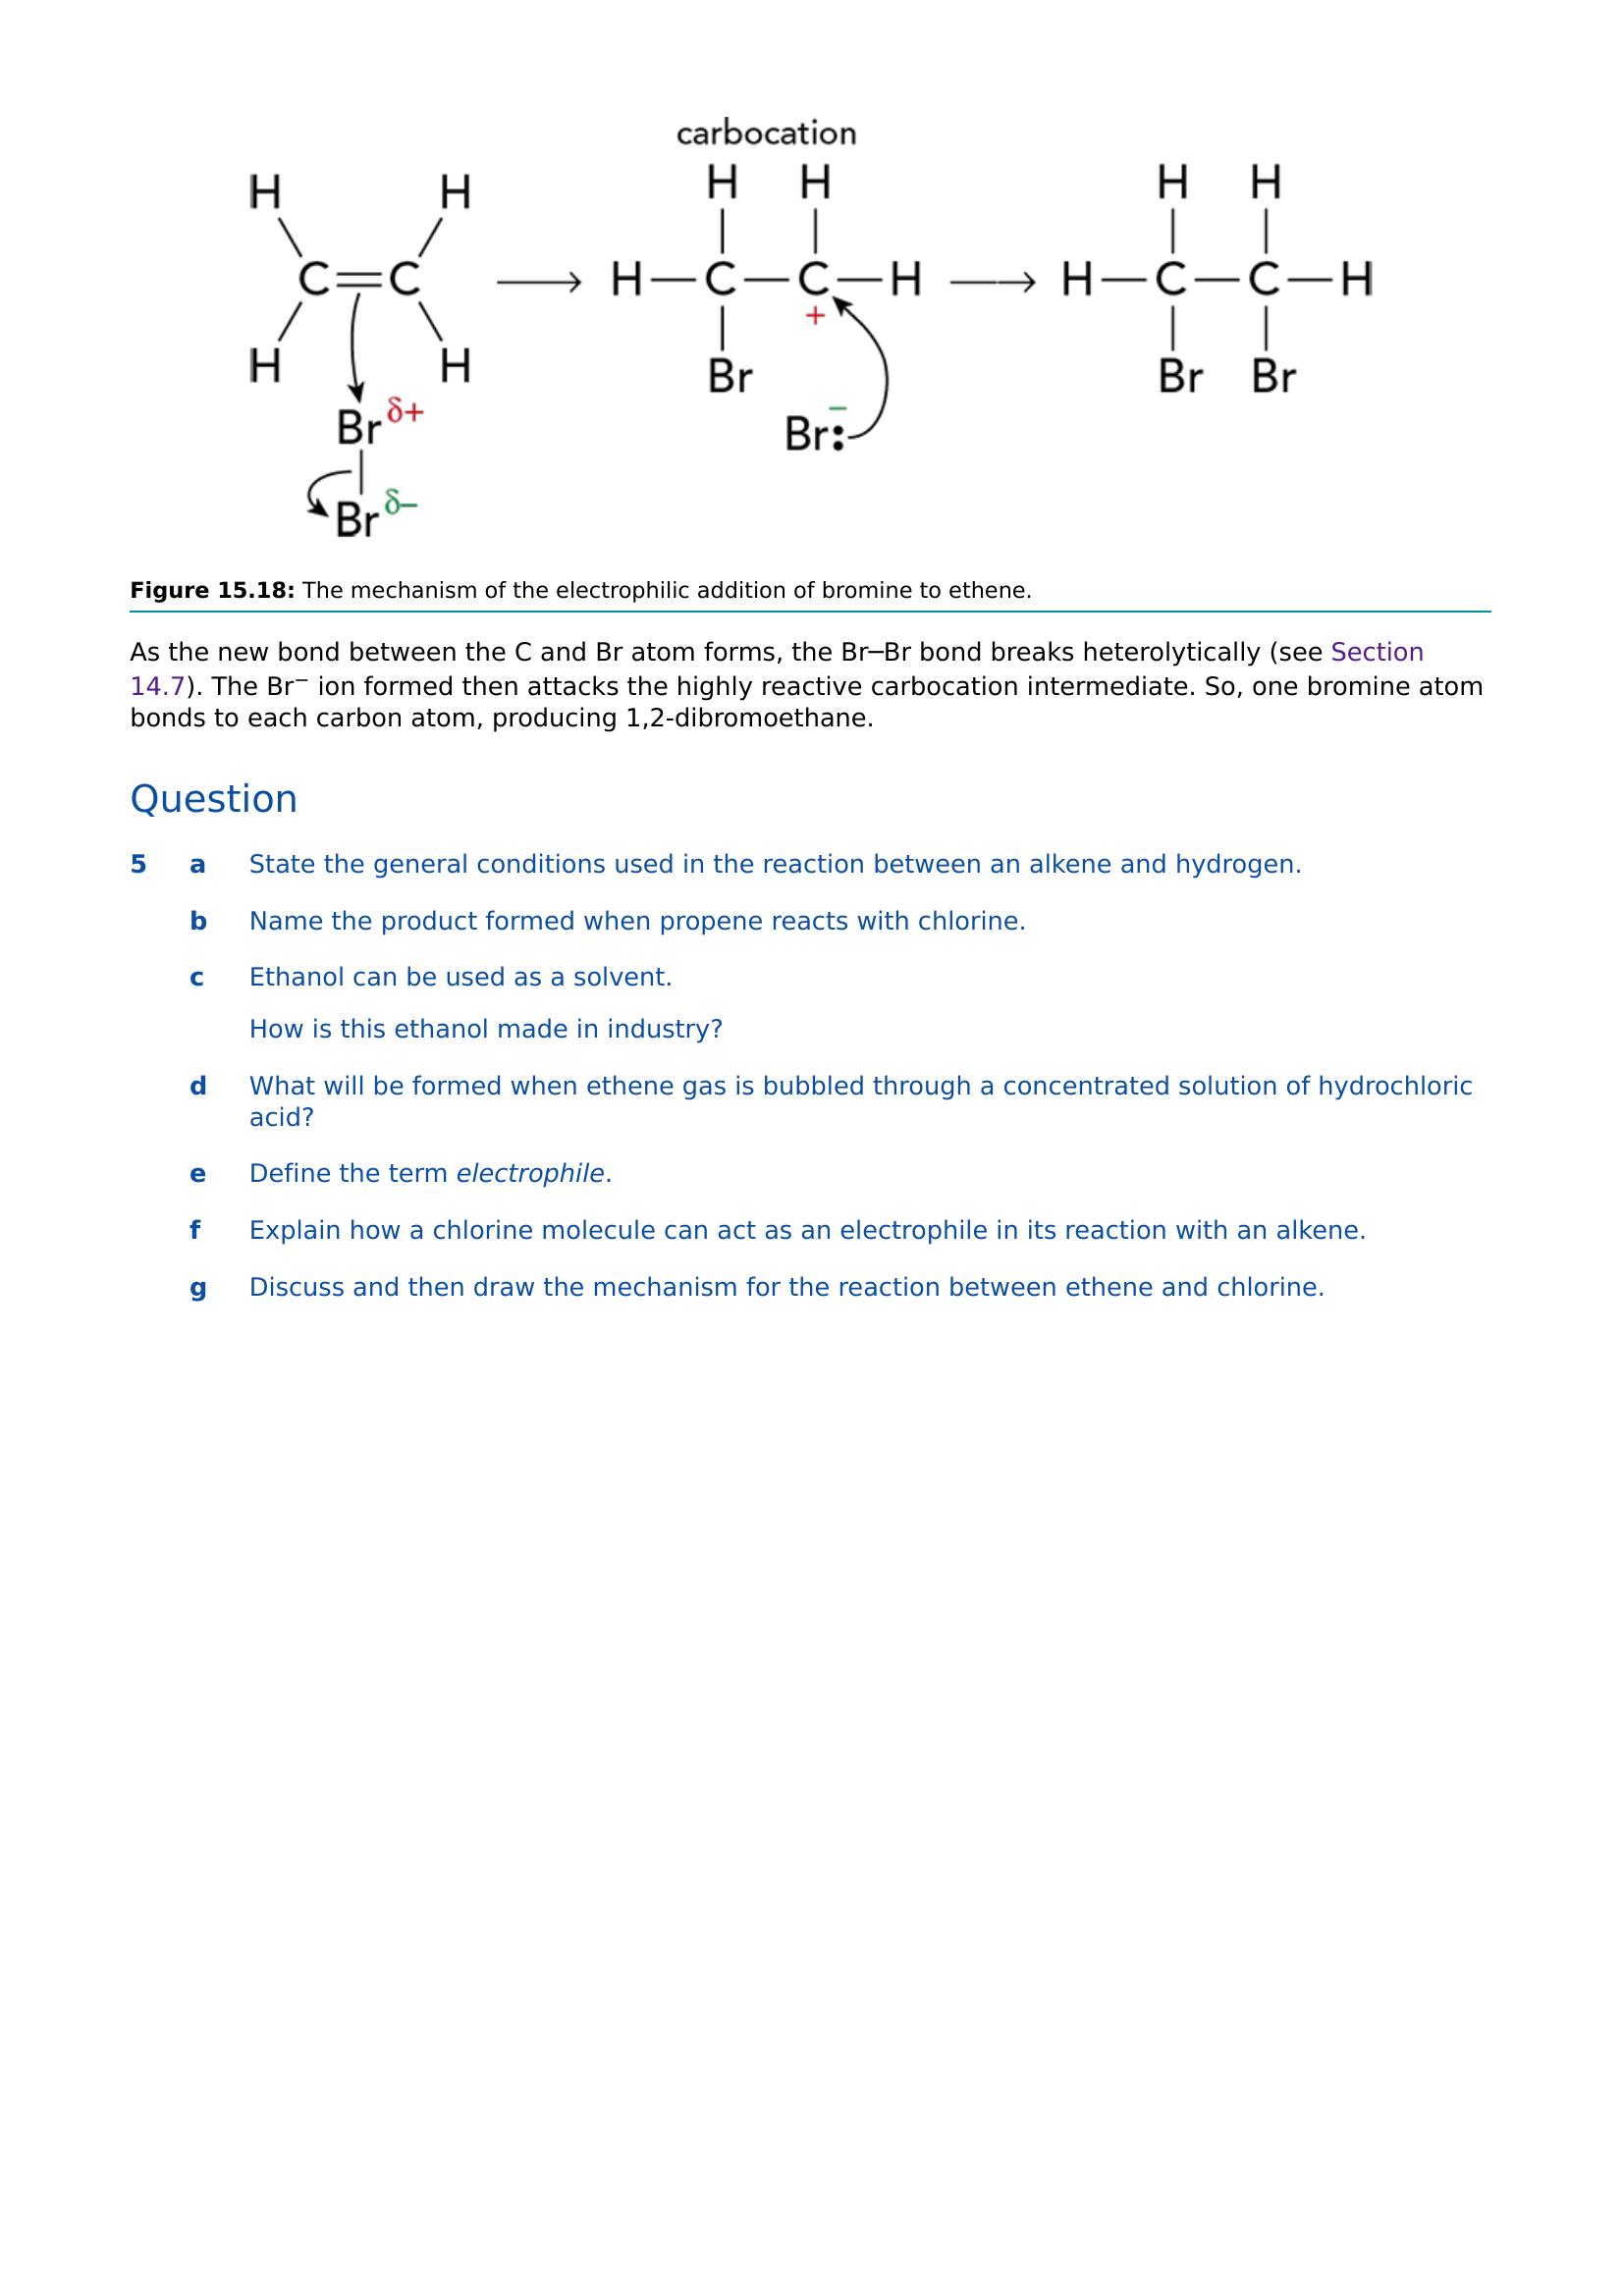 carbocation
H H H H H H
C=C ⟶ H—C—C—H ⟶ H—C—C—H
+
H H Br Br Br
Br δ+ Br:−
Br δ−
Figure 15.18: The mechanism of the electrophilic addition of bromine to ethene.
As the new bond between the C and Br atom forms, the Br−Br bond breaks heterolytically (see Section
14.7). The Br⁻ ion formed then attacks the highly reactive carbocation intermediate. So, one bromine atom
bonds to each carbon atom, producing 1,2-dibromoethane.
Question
5 a State the general conditions used in the reaction between an alkene and hydrogen.
b Name the product formed when propene reacts with chlorine.
c Ethanol can be used as a solvent.
How is this ethanol made in industry?
d What will be formed when ethene gas is bubbled through a concentrated solution of hydrochloric
acid?
e Define the term electrophile.
f Explain how a chlorine molecule can act as an electrophile in its reaction with an alkene.
g Discuss and then draw the mechanism for the reaction between ethene and chlorine.